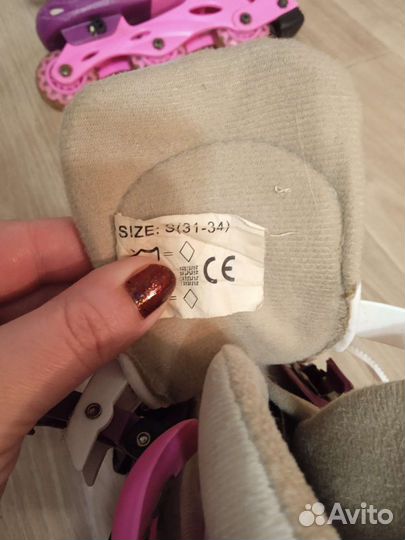 SIZE: S(31-34)
= ◇
CE
= ◇
Avito